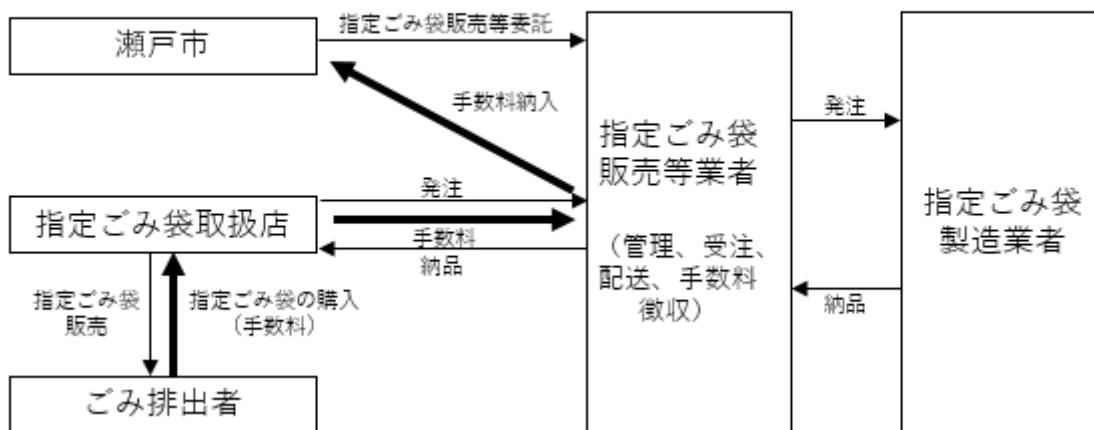 瀬戸市
指定ごみ袋販売等委託
手数料納入
指定ごみ袋取扱店
発注
手数料
納品
指定ごみ袋
販売
指定ごみ袋の購入
（手数料）
ごみ排出者
指定ごみ袋
販売等業者
（管理、受注、
配送、手数料
徴収）
発注
納品
指定ごみ袋
製造業者